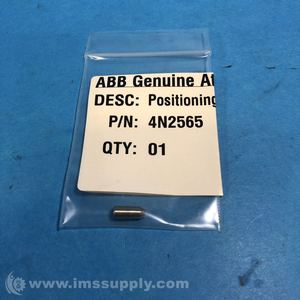 ABB Genuine
DESC: Positioning
P/N: 4N2565
QTY: 01
© www.imssupply.com